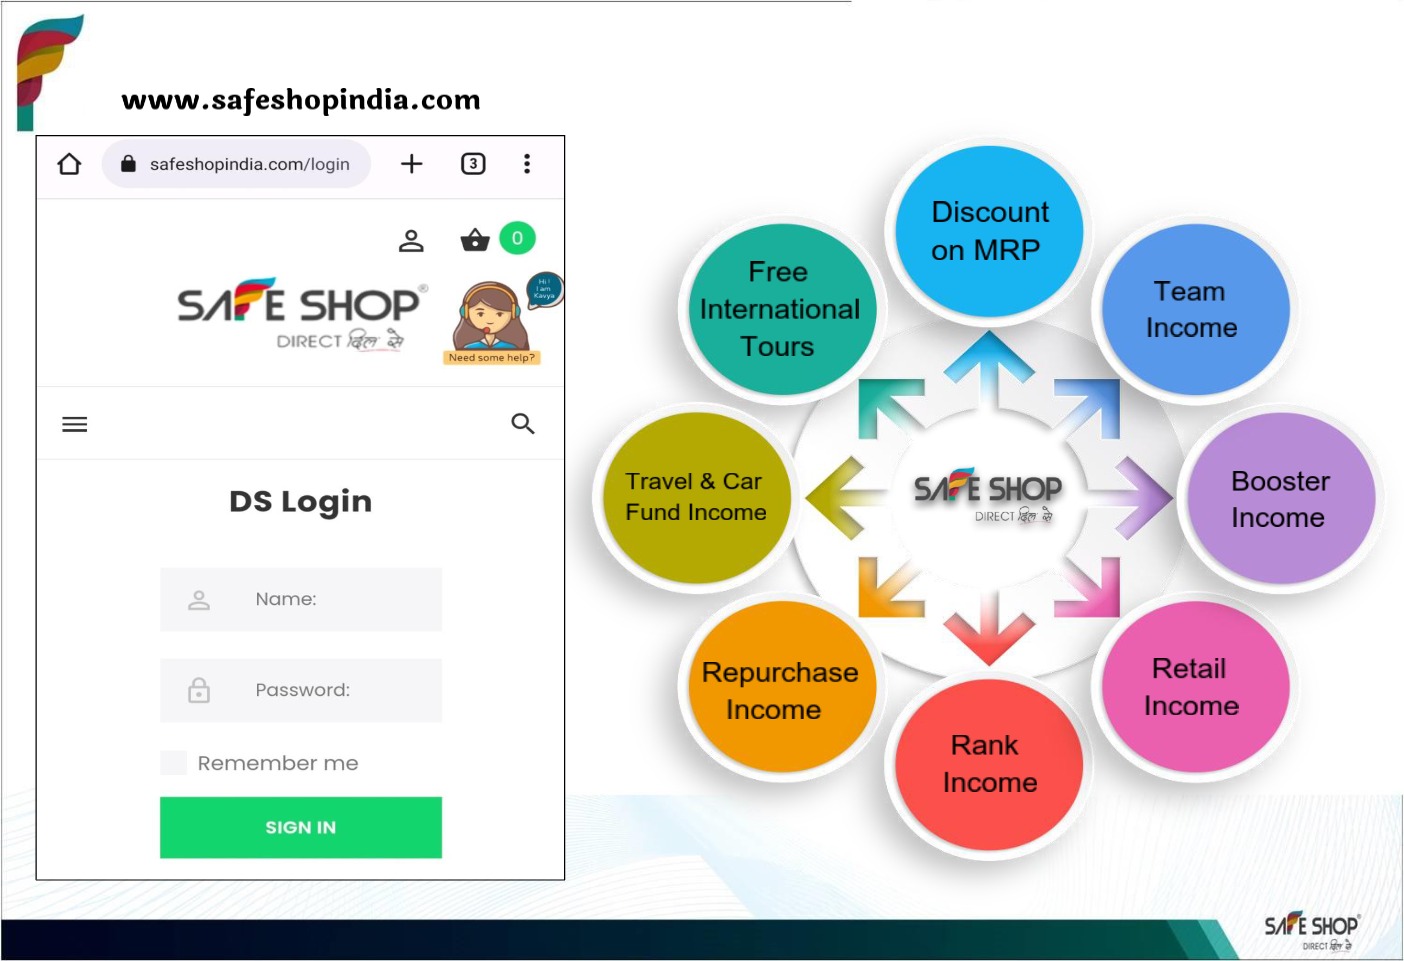 www.safeshopindia.com
safeshopindia.com/login
3
0
SAFE SHOP®
DIRECT दिल से
Hi !
I am
Kavya
Need some help?
DS Login
Name:
Password:
Remember me
SIGN IN
Discount
on MRP
Team
Income
Booster
Income
Retail
Income
Rank
Income
Repurchase
Income
Travel & Car
Fund Income
Free
International
Tours
SAFE SHOP
DIRECT दिल से
SAFE SHOP®
DIRECT दिल से